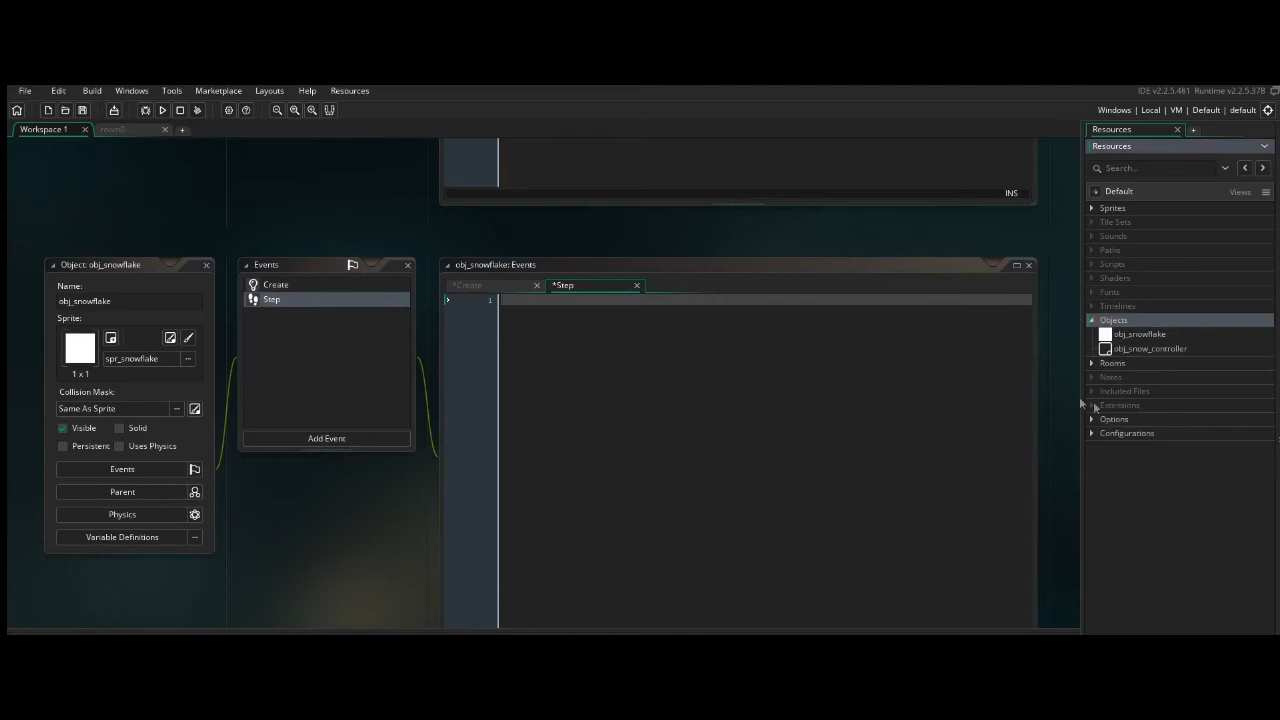 File Edit Build Windows Tools Marketplace Layouts Help Resources
IDE v2.2.5.481 Runtime v2.2.5.378
Windows | Local | VM | Default | default
Workspace 1
room0
Resources
Resources
Search...
Default
Views
Sprites
Tile Sets
Sounds
Paths
Scripts
Shaders
Fonts
Timelines
Objects
obj_snowflake
obj_snow_controller
Rooms
Notes
Included Files
Extensions
Options
Configurations
INS
Object: obj_snowflake
Name:
obj_snowflake
Sprite:
spr_snowflake
1 x 1
Collision Mask:
Same As Sprite
Visible
Solid
Persistent
Uses Physics
Events
Parent
Physics
Variable Definitions
Events
Create
Step
Add Event
obj_snowflake: Events
*Create
*Step
1